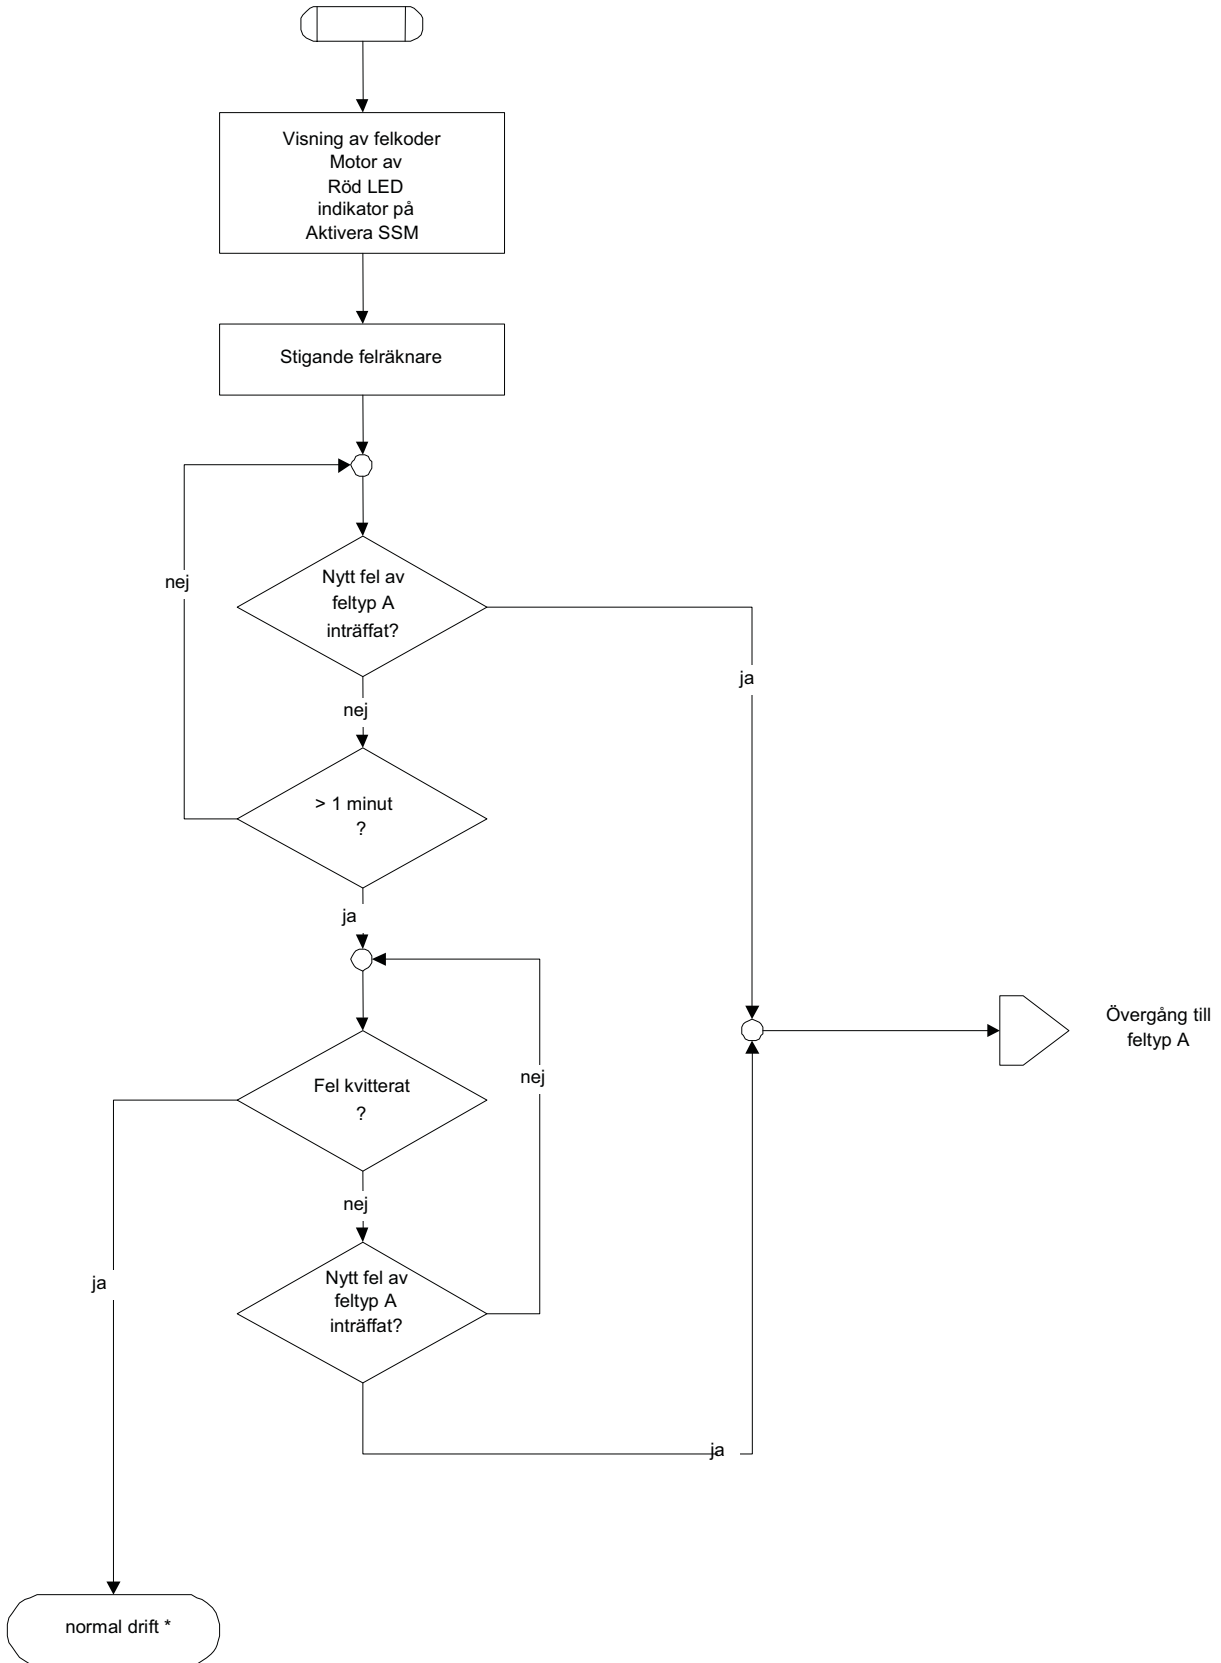 Visning av felkoder
Motor av
Röd LED
indikator på
Aktivera SSM
Stigande felräknare
nej
Nytt fel av
feltyp A
inträffat?
ja
nej
> 1 minut
?
ja
Övergång till
feltyp A
nej
Fel kvitterat
?
nej
ja
Nytt fel av
feltyp A
inträffat?
ja
normal drift *